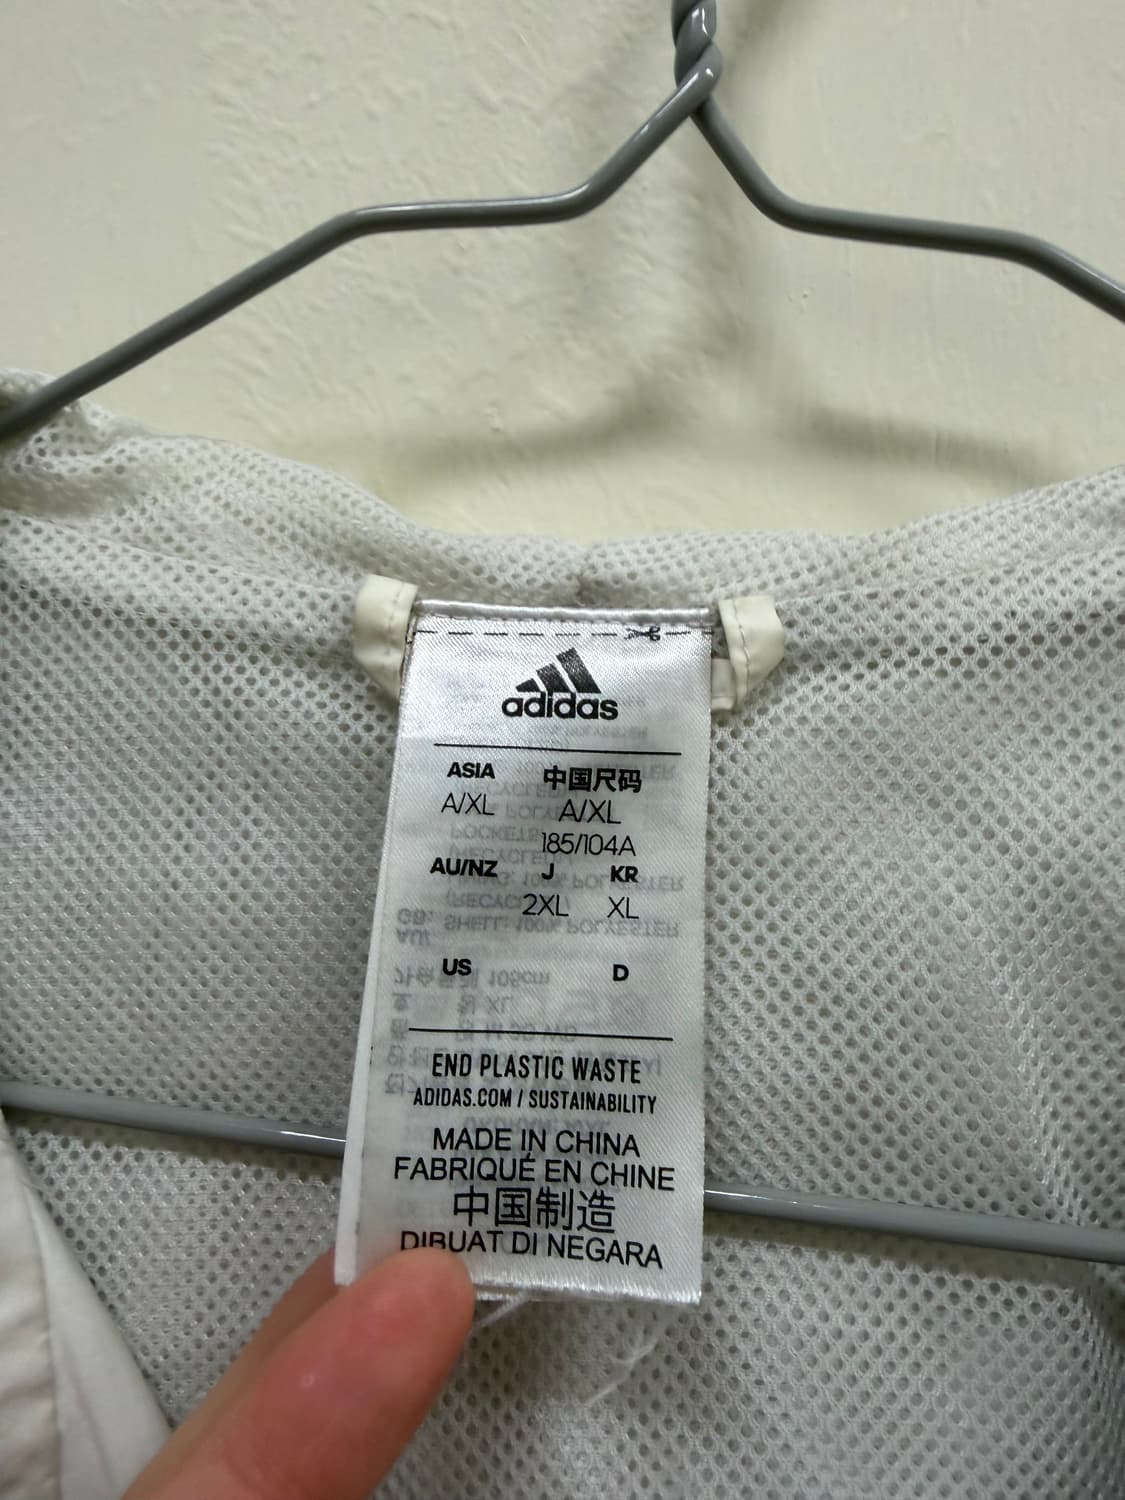 adidas
ASIA 中国尺码
A/XL A/XL
185/104A
AU/NZ J KR
2XL XL
US D
END PLASTIC WASTE
ADIDAS.COM / SUSTAINABILITY
MADE IN CHINA
FABRIQUÉ EN CHINE
中国制造
DIBUAT DI NEGARA